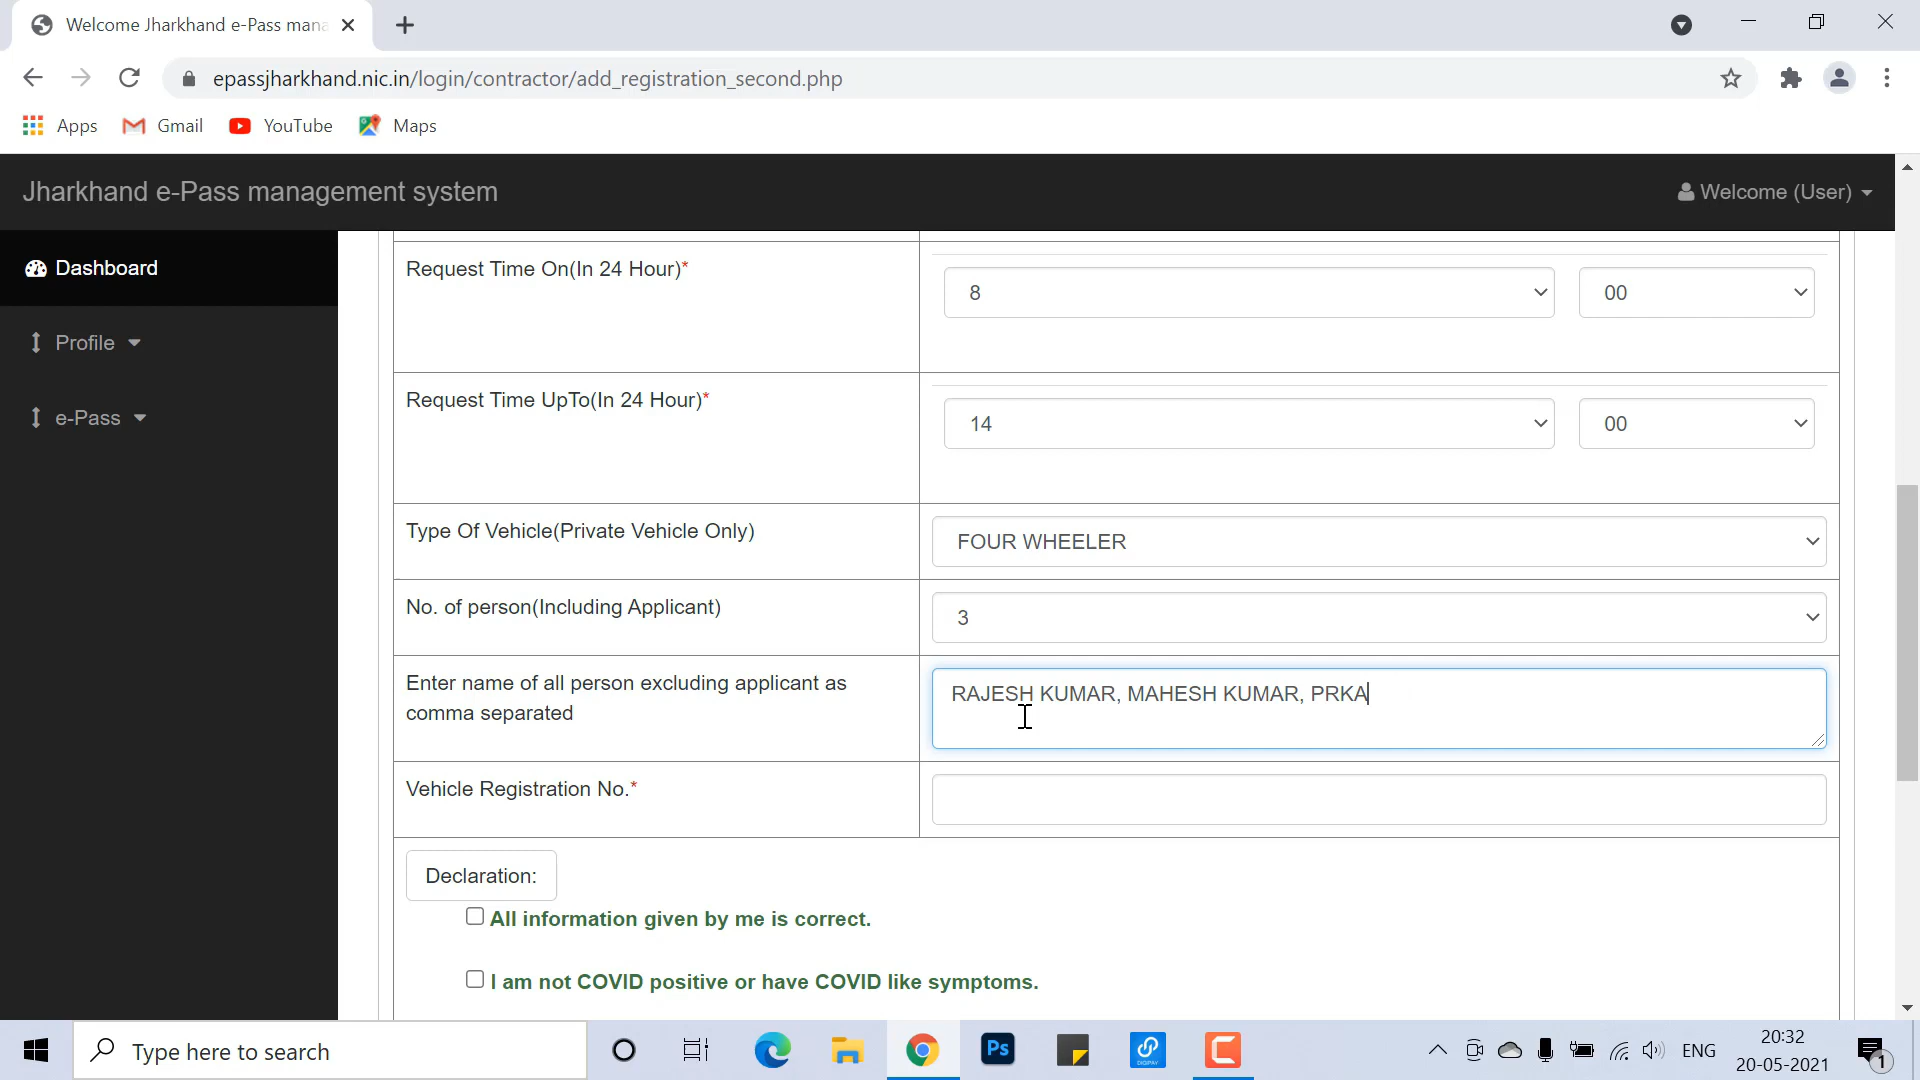 Welcome Jharkhand e-Pass mana
epassjharkhand.nic.in/login/contractor/add_registration_second.php
Apps
Gmail
YouTube
Maps
Jharkhand e-Pass management system
Welcome (User)
Dashboard
Profile
e-Pass
Request Time On(In 24 Hour)*
8
00
Request Time UpTo(In 24 Hour)*
14
00
Type Of Vehicle(Private Vehicle Only)
FOUR WHEELER
No. of person(Including Applicant)
3
Enter name of all person excluding applicant as
comma separated
RAJESH KUMAR, MAHESH KUMAR, PRKA
Vehicle Registration No.*
Declaration:
All information given by me is correct.
I am not COVID positive or have COVID like symptoms.
Type here to search
Ps
DIGIPAY
ENG
20:32
20-05-2021
1